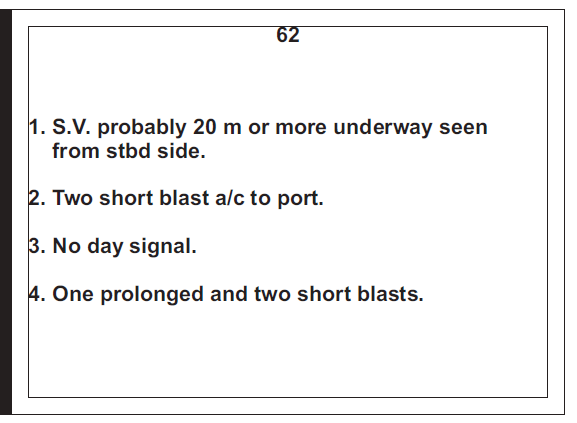 62
1. S.V. probably 20 m or more underway seen
from stbd side.
2. Two short blast a/c to port.
3. No day signal.
4. One prolonged and two short blasts.